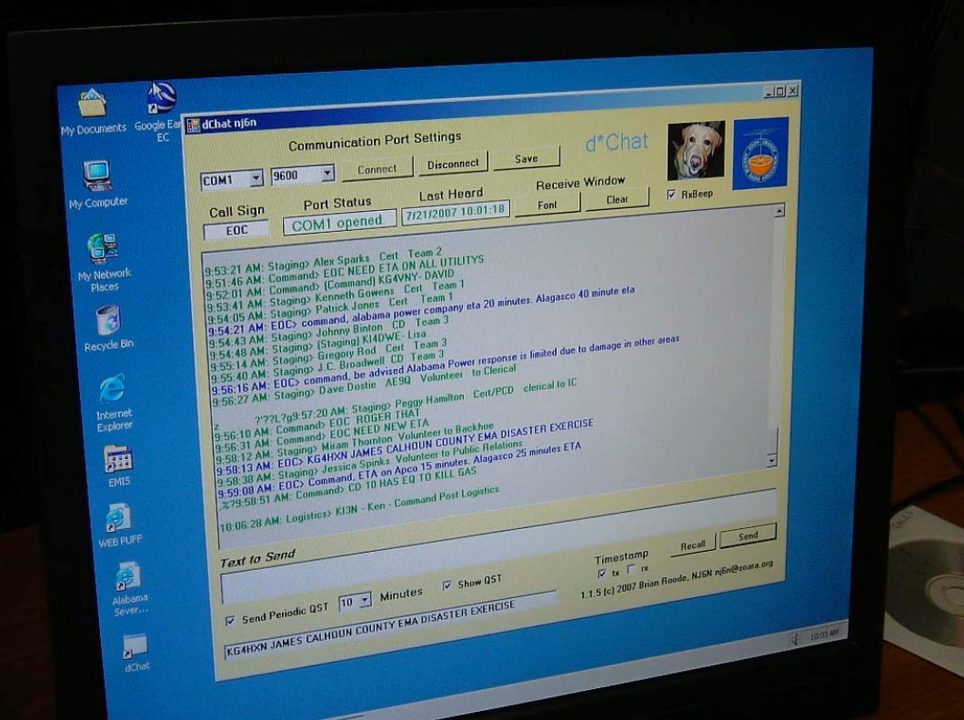 My Documents
Google Ear
EC
My Computer
My Network
Places
Recycle Bin
Internet
Explorer
EMIS
WEB PUFF
Alabama
Sever...
dChat
dChat nj6n
Communication Port Settings
d*Chat
COM1 9600 Connect Disconnect Save
Call Sign Port Status Last Heard Receive Window
EOC COM1 opened. 7/21/2007 10:01:18 Font Clear RxBeep
9:53:21 AM: Staging> Alex Sparks Cert Team 2
9:51:46 AM: Command> EOC NEED ETA ON ALL UTILITYS
9:52:01 AM: Command> (Command) KG4VNY- DAVID
9:53:41 AM: Staging> Kenneth Gowens Cert Team 1
9:54:05 AM: Staging> Patrick Jones Cert Team 1
9:54:21 AM: EOC> command, alabama power company eta 20 minutes. Alagasco 40 minute eta
9:54:43 AM: Staging> Johnny Binton CD Team 3
9:54:48 AM: Staging> (Staging) KI4DWE- Lisa
9:55:14 AM: Staging> Gregory Rod Cert Team 3
9:55:40 AM: Staging> J.C. Broadwell CD Team 3
9:56:16 AM: EOC> command, be advised Alabama Power response is limited due to damage in other areas
9:56:27 AM: Staging> Dave Dostie AE9Q Volunteer to Clerical
z ?'??L?g9:57:20 AM: Staging> Peggy Hamilton Cert/PCD clerical to IC
9:56:10 AM: Command> EOC ROGER THAT
9:56:31 AM: Command> EOC NEED NEW ETA
9:58:12 AM: Staging> Miram Thornton Volunteer to Backhoe
9:58:13 AM: EOC> KG4HXN JAMES CALHOUN COUNTY EMA DISASTER EXERCISE
9:58:38 AM: Staging> Jessica Spinks Volunteer to Public Relations
9:59:08 AM: EOC> Command, ETA on Apco 15 minutes. Alagasco 25 minutes ETA
.%?9:58:51 AM: Command> CD 10 HAS EQ TO KILL GAS
10:06:28 AM: Logistics> KI3N - Ken - Command Post Logistics
Text to Send
Timestamp
tx rx
Recall Send
Send Periodic QST 10 Minutes Show QST
1.1.5 (c) 2007 Brian Roode, NJ6N nj6n@soara.org
KG4HXN JAMES CALHOUN COUNTY EMA DISASTER EXERCISE
10:03 AM